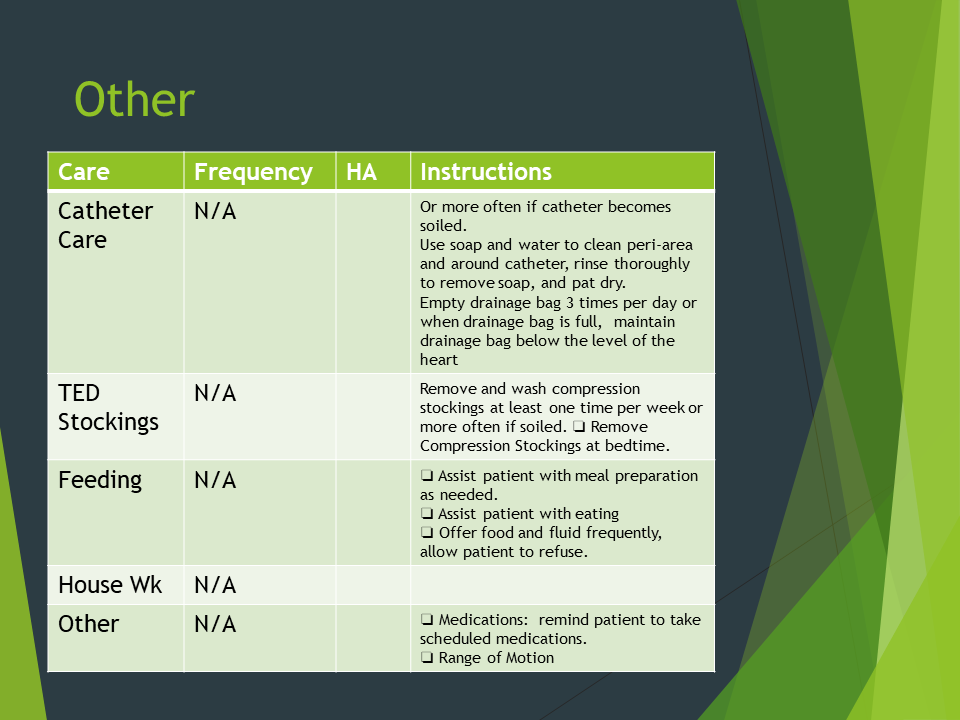 Other
Care Frequency HA Instructions
Catheter
Care
N/A
Or more often if catheter becomes
soiled.
Use soap and water to clean peri-area
and around catheter, rinse thoroughly
to remove soap, and pat dry.
Empty drainage bag 3 times per day or
when drainage bag is full,  maintain
drainage bag below the level of the
heart
TED
Stockings
N/A
Remove and wash compression
stockings at least one time per week or
more often if soiled. ❑ Remove
Compression Stockings at bedtime.
Feeding
N/A
❑ Assist patient with meal preparation
as needed.
❑ Assist patient with eating
❑ Offer food and fluid frequently,
allow patient to refuse.
House Wk
N/A
Other
N/A
❑ Medications:  remind patient to take
scheduled medications.
❑ Range of Motion